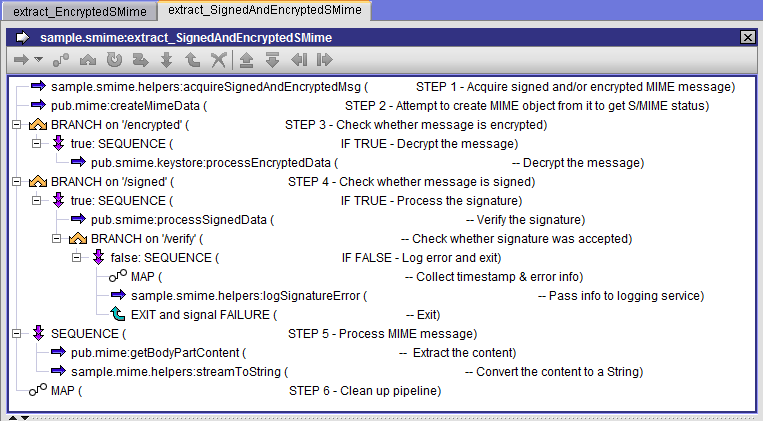 extract_EncryptedSMime
extract_SignedAndEncryptedSMime
sample.smime:extract_SignedAndEncryptedSMime
sample.smime.helpers:acquireSignedAndEncryptedMsg ( STEP 1 - Acquire signed and/or encrypted MIME message)
pub.mime:createMimeData ( STEP 2 - Attempt to create MIME object from it to get S/MIME status)
BRANCH on '/encrypted' ( STEP 3 - Check whether message is encrypted)
true: SEQUENCE ( IF TRUE - Decrypt the message)
pub.smime.keystore:processEncryptedData ( -- Decrypt the message)
BRANCH on '/signed' ( STEP 4 - Check whether message is signed)
true: SEQUENCE ( IF TRUE - Process the signature)
pub.smime:processSignedData ( -- Verify the signature)
BRANCH on '/verify' ( -- Check whether signature was accepted)
false: SEQUENCE ( IF FALSE - Log error and exit)
MAP ( -- Collect timestamp & error info)
sample.smime.helpers:logSignatureError ( -- Pass info to logging service)
EXIT and signal FAILURE ( -- Exit)
SEQUENCE ( STEP 5 - Process MIME message)
pub.mime:getBodyPartContent ( -- Extract the content)
sample.mime.helpers:streamToString ( -- Convert the content to a String)
MAP ( STEP 6 - Clean up pipeline)